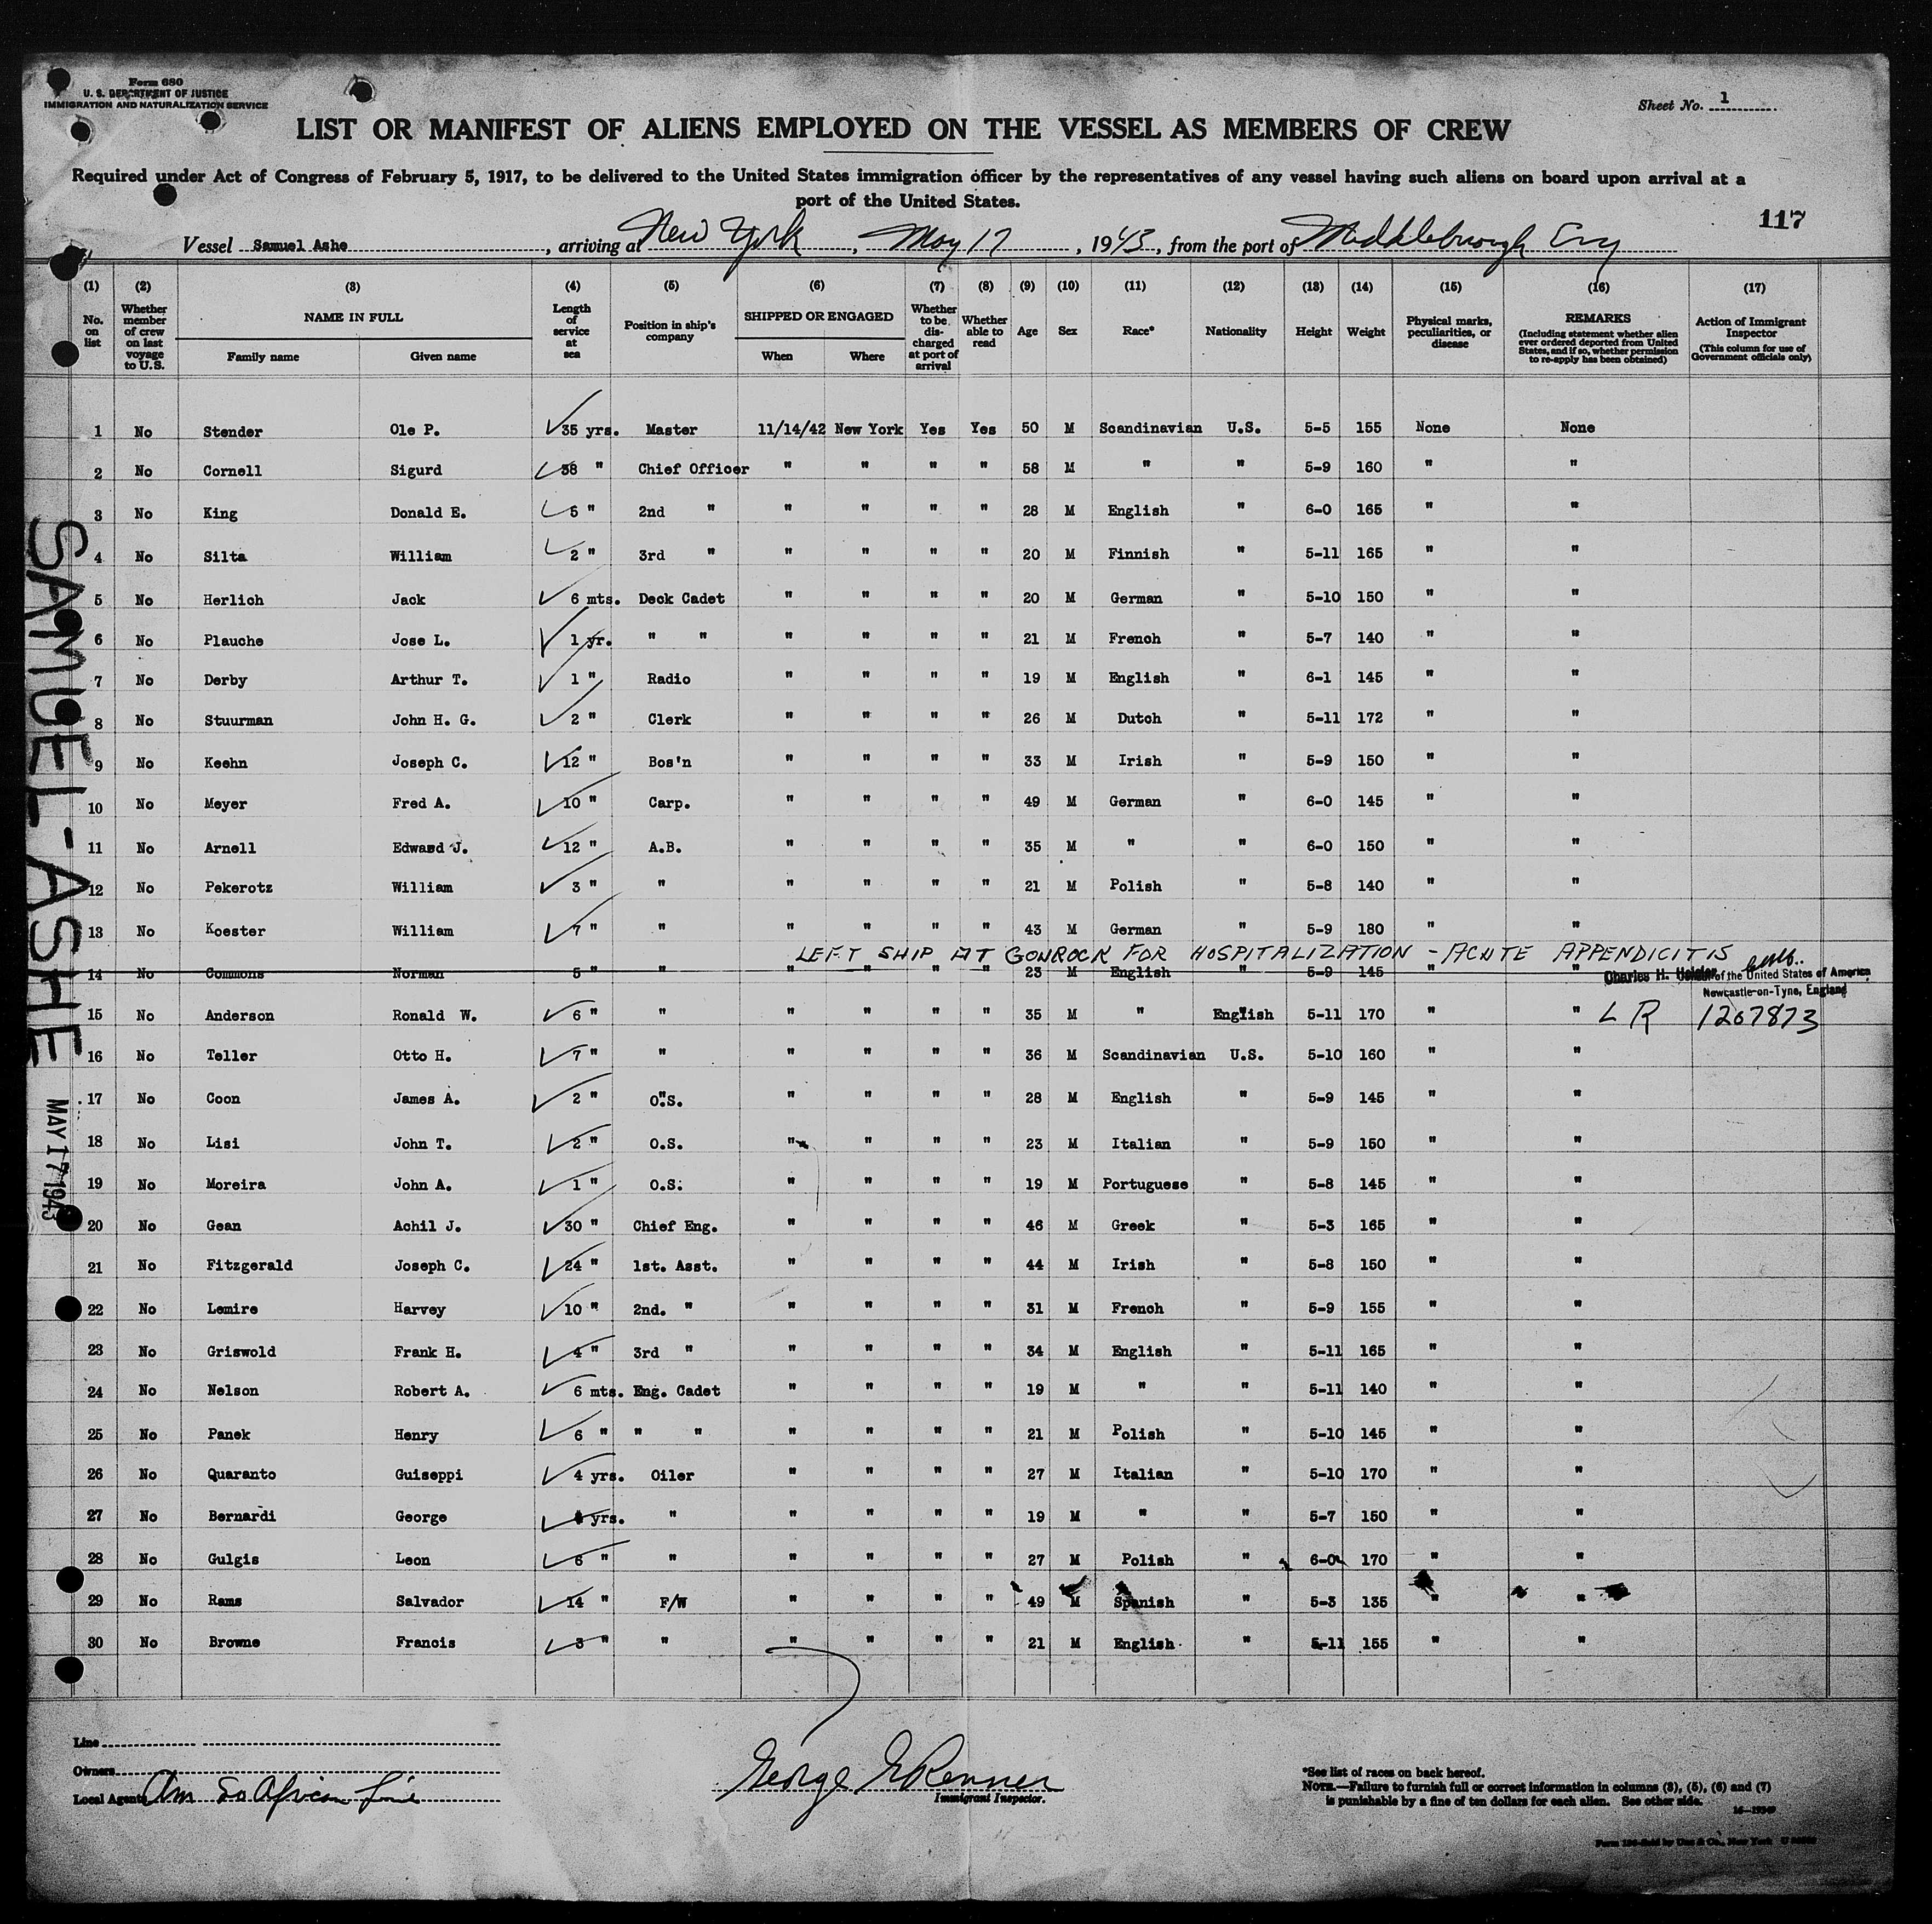 Form 680
U. S. DEPARTMENT OF JUSTICE
IMMIGRATION AND NATURALIZATION SERVICE
Sheet No. 1
LIST OR MANIFEST OF ALIENS EMPLOYED ON THE VESSEL AS MEMBERS OF CREW
Required under Act of Congress of February 5, 1917, to be delivered to the United States immigration officer by the representatives of any vessel having such aliens on board upon arrival at a
port of the United States.
117
Vessel Samuel Ashe, arriving at New York, May 17, 1943, from the port of Middlebrough Eng
(1) No. on list
(2) Whether member of crew on last voyage to U.S.
(3) NAME IN FULL Family name Given name
(4) Length of service at sea
(5) Position in ship's company
(6) SHIPPED OR ENGAGED When Where
(7) Whether to be discharged at port of arrival
(8) Whether able to read
(9) Age
(10) Sex
(11) Race*
(12) Nationality
(13) Height
(14) Weight
(15) Physical marks, peculiarities, or disease
(16) REMARKS (Including statement whether alien ever ordered deported from United States, and if so, whether permission to re-apply has been obtained)
(17) Action of Immigrant Inspector (This column for use of Government officials only)
1 No Stender Ole P. 35 yrs. Master 11/14/42 New York Yes Yes 50 M Scandinavian U.S. 5-5 155 None None
2 No Cornell Sigurd 38 " Chief Officer " " " " 58 M " " 5-9 160 " "
3 No King Donald E. 5 " 2nd " " " " " 28 M English " 6-0 165 " "
4 No Silta William 2 " 3rd " " " " " 20 M Finnish " 5-11 165 " "
5 No Herlich Jack 6 mts. Deck Cadet " " " " 20 M German " 5-10 150 " "
6 No Plauche Jose L. 1 yr. " " " " " " 21 M French " 5-7 140 " "
7 No Derby Arthur T. 1 " Radio " " " " 19 M English " 6-1 145 " "
8 No Stuurman John H. G. 2 " Clerk " " " " 26 M Dutch " 5-11 172 " "
9 No Keehn Joseph C. 12 " Bos'n " " " " 33 M Irish " 5-9 150 " "
10 No Meyer Fred A. 10 " Carp. " " " " 49 M German " 6-0 145 " "
11 No Arnell Edward J. 12 " A.B. " " " " 35 M " " 6-0 150 " "
12 No Pekerotz William 3 " " " " " " 21 M Polish " 5-8 140 " "
13 No Koester William 7 " " " " " " 43 M German " 5-9 180 " "
LEFT SHIP AT GONROCK FOR HOSPITALIZATION - ACUTE APPENDICITIS
14 No Commons Norman 5 " " " " " " 23 M English " 5-9 145 " "
Charles H. of the United States of America
Newcastle-on-Tyne, England
15 No Anderson Ronald W. 6 " " " " " " 35 M " English 5-11 170 " " L R 1207873
16 No Teller Otto H. 7 " " " " " " 36 M Scandinavian U.S. 5-10 160 " "
17 No Coon James A. 2 " O.S. " " " " 28 M English " 5-9 145 " "
18 No Lisi John T. 2 " O.S. " " " " 23 M Italian " 5-9 150 " "
19 No Moreira John A. 1 " O.S. " " " " 19 M Portuguese " 5-8 145 " "
20 No Gean Achil J. 30 " Chief Eng. " " " " 46 M Greek " 5-3 165 " "
21 No Fitzgerald Joseph C. 24 " 1st. Asst. " " " " 44 M Irish " 5-8 150 " "
22 No Lemire Harvey 10 " 2nd. " " " " " 31 M French " 5-9 155 " "
23 No Griswold Frank H. 4 " 3rd " " " " " 34 M English " 5-11 165 " "
24 No Nelson Robert A. 6 mts. Eng. Cadet " " " " 19 M " " 5-11 140 " "
25 No Panek Henry 6 " " " " " " " 21 M Polish " 5-10 145 " "
26 No Quaranto Guiseppi 4 yrs. Oiler " " " " 27 M Italian " 5-10 170 " "
27 No Bernardi George yrs. " " " " " 19 M " " 5-7 150 " "
28 No Gulgis Leon 6 " " " " " " 27 M Polish " 6-0 170 " "
29 No Rams Salvador 14 " F/W " " " " 49 M Spanish " 5-3 135 " "
30 No Browne Francis 3 " " " " " " 21 M English " 5-11 155 " "
SAMUEL-ASHE
MAY 17 1943
Line
Owners
Local Agents Am So African Line
George E Renner
Immigrant Inspector.
*See list of races on back hereof.
NOTE.—Failure to furnish full or correct information in columns (3), (5), (6) and (7)
is punishable by a fine of ten dollars for each alien. See other side.